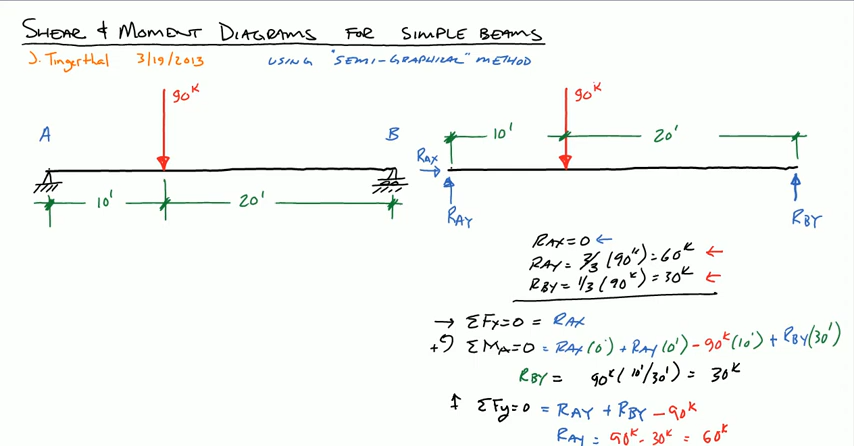 SHEAR & MOMENT DIAGRAMS FOR SIMPLE BEAMS
J. Tingerthal 3/19/2013 USING "SEMI-GRAPHICAL" METHOD
90K
90K
A
B
10'
20'
RAX
10'
20'
RAY
RBY
RAX = 0 ←
RAY = 2/3 (90K) = 60K ←
RBY = 1/3 (90K) = 30K ←
→ ΣFx=0 = RAX
+↺ ΣMA=0 = RAX(0') + RAY(0') - 90K(10') + RBY(30')
RBY = 90K(10'/30') = 30K
↑ ΣFy=0 = RAY + RBY - 90K
RAY = 90K - 30K = 60K